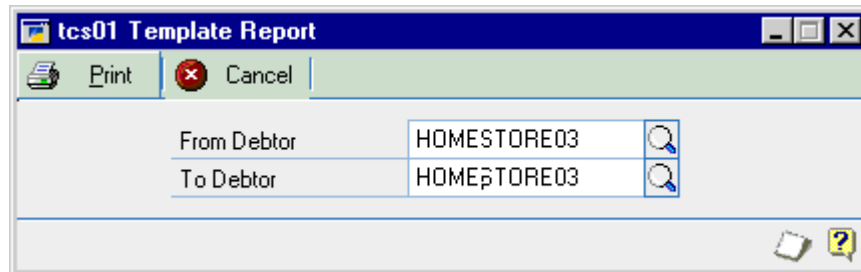 tcs01 Template Report
Print Cancel
From Debtor HOMESTORE03
To Debtor HOMESTORE03